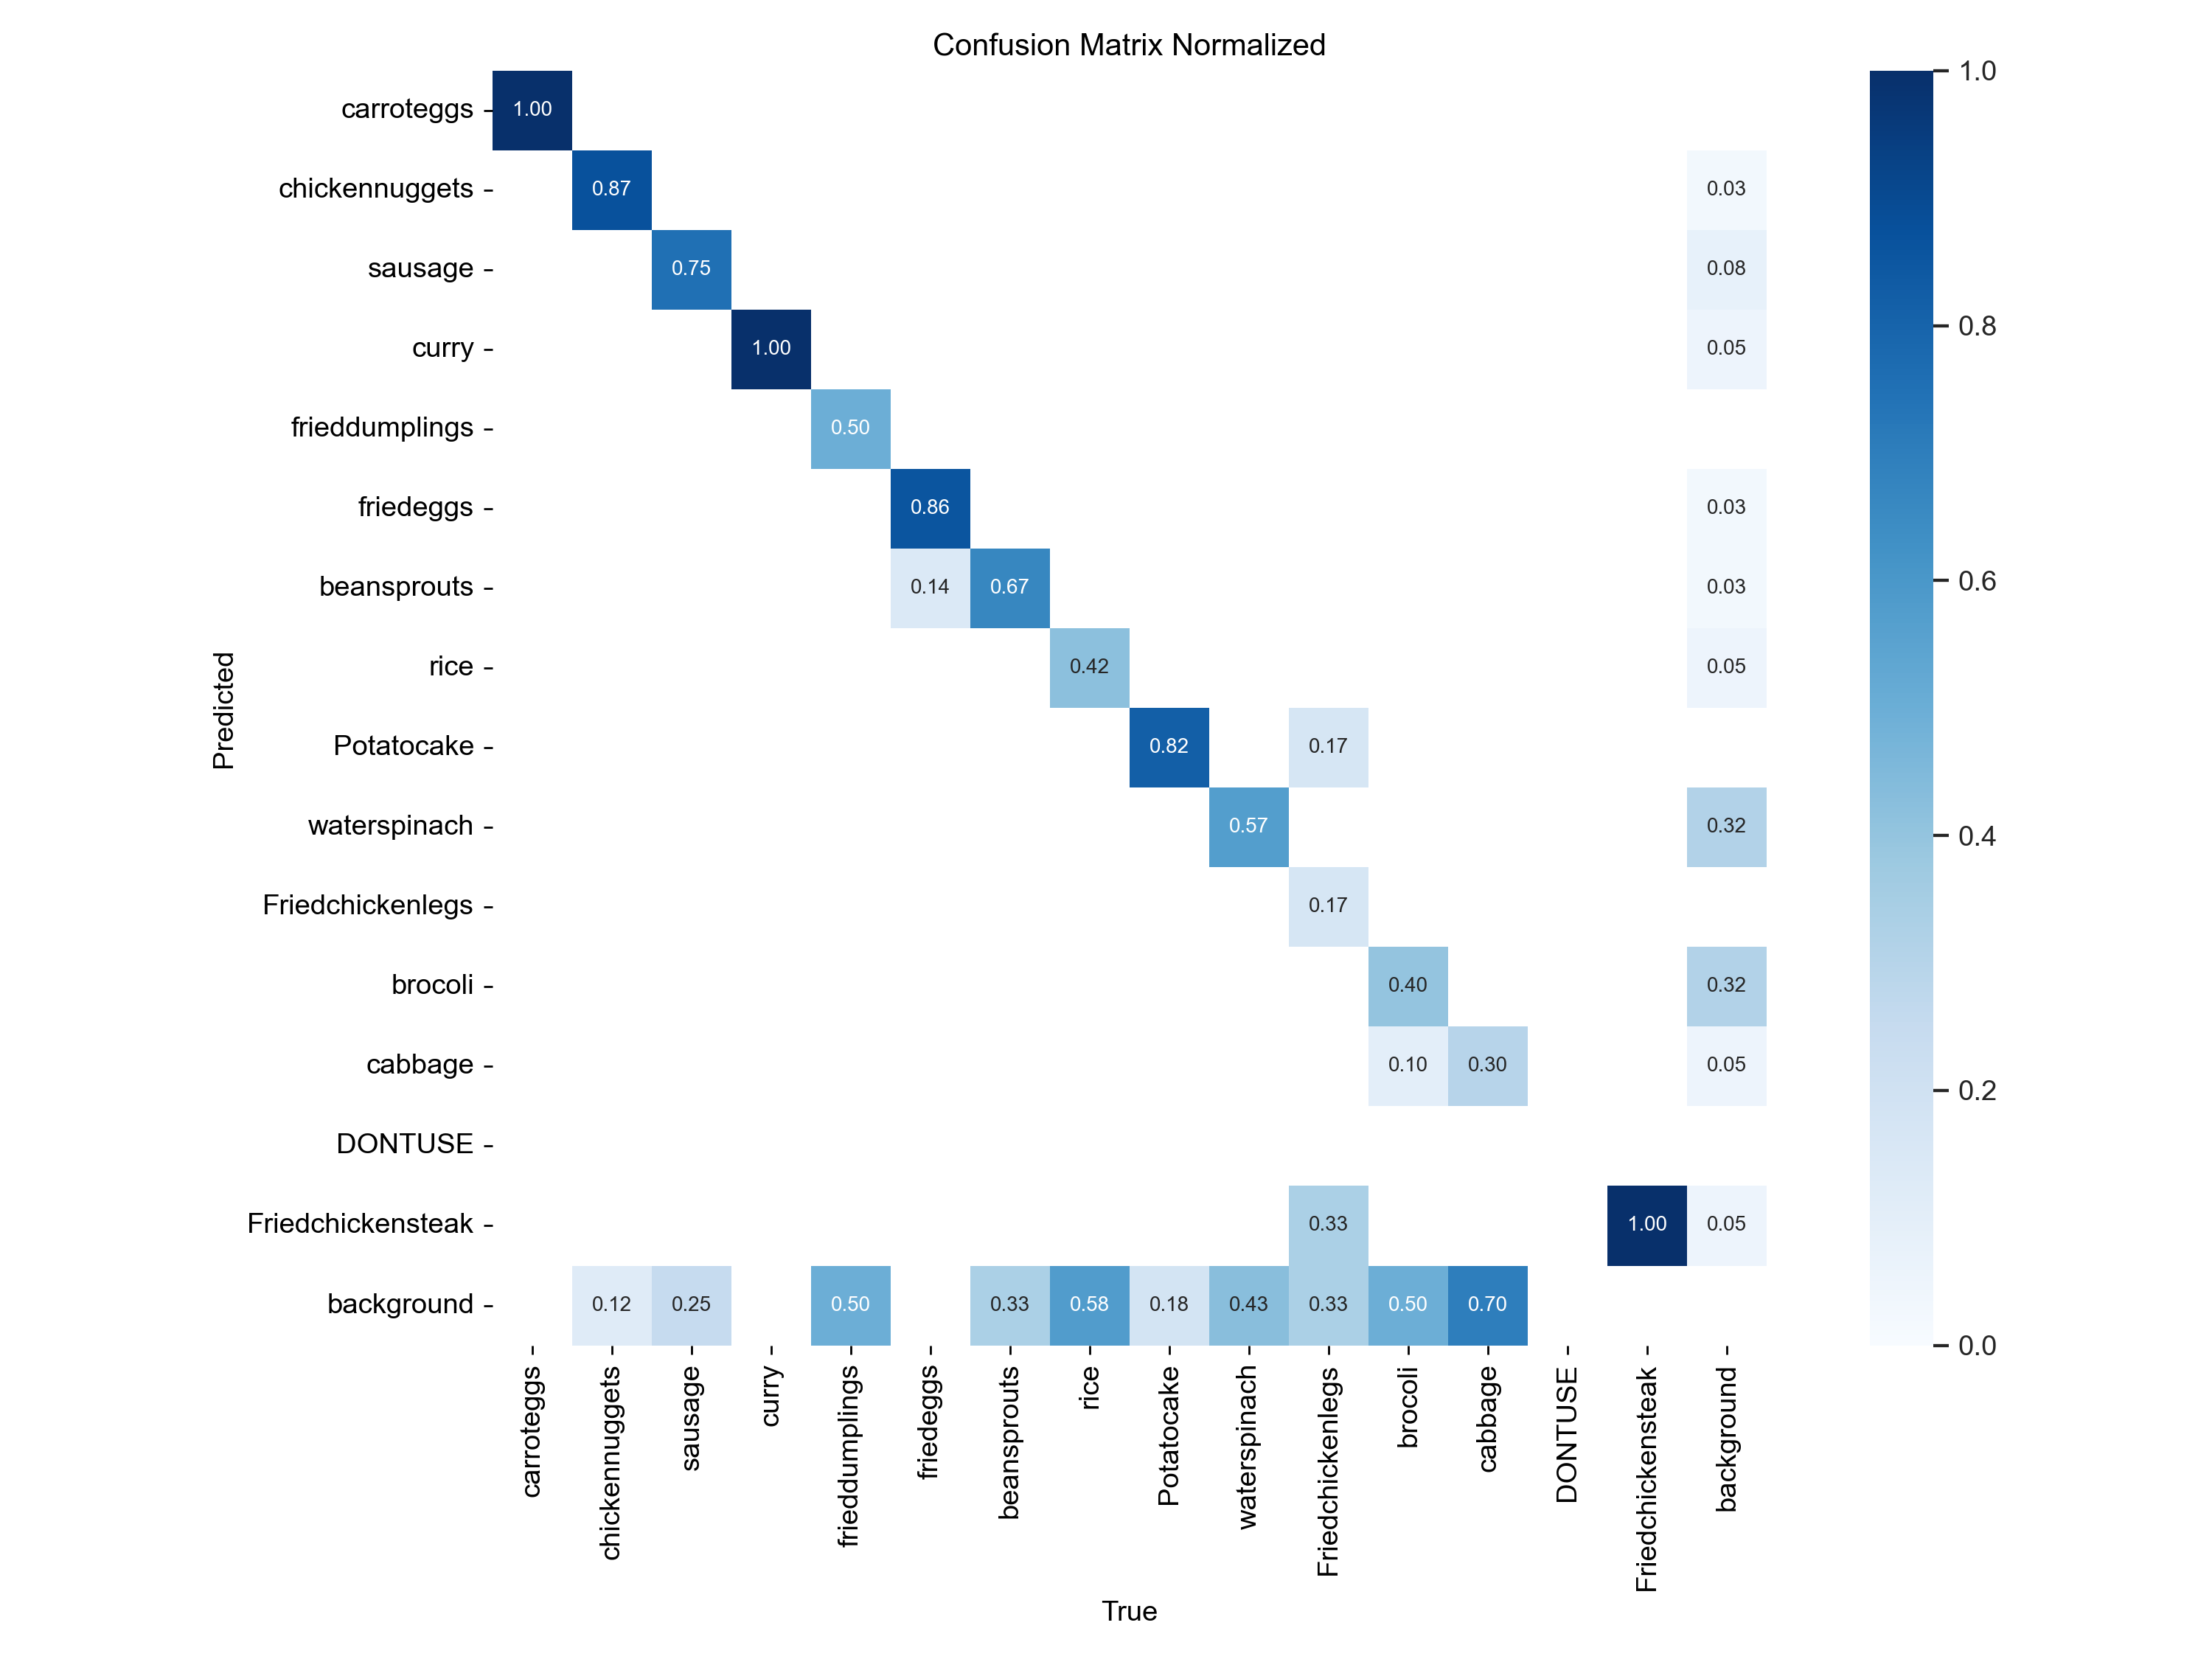 Confusion Matrix Normalized
carroteggs 1.00 1.0
chickennuggets 0.87 0.03
sausage 0.75 0.08
curry 1.00 0.05 0.8
frieddumplings 0.50
friedeggs 0.86 0.03
beansprouts 0.14 0.67 0.03 0.6
rice 0.42 0.05
Predicted
Potatocake 0.82 0.17
waterspinach 0.57 0.32 0.4
Friedchickenlegs 0.17
brocoli 0.40 0.32
cabbage 0.10 0.30 0.05 0.2
DONTUSE
Friedchickensteak 0.33 1.00 0.05
background 0.12 0.25 0.50 0.33 0.58 0.18 0.43 0.33 0.50 0.70 0.0
carroteggs chickennuggets sausage curry frieddumplings friedeggs beansprouts rice Potatocake waterspinach Friedchickenlegs brocoli cabbage DONTUSE Friedchickensteak background
True